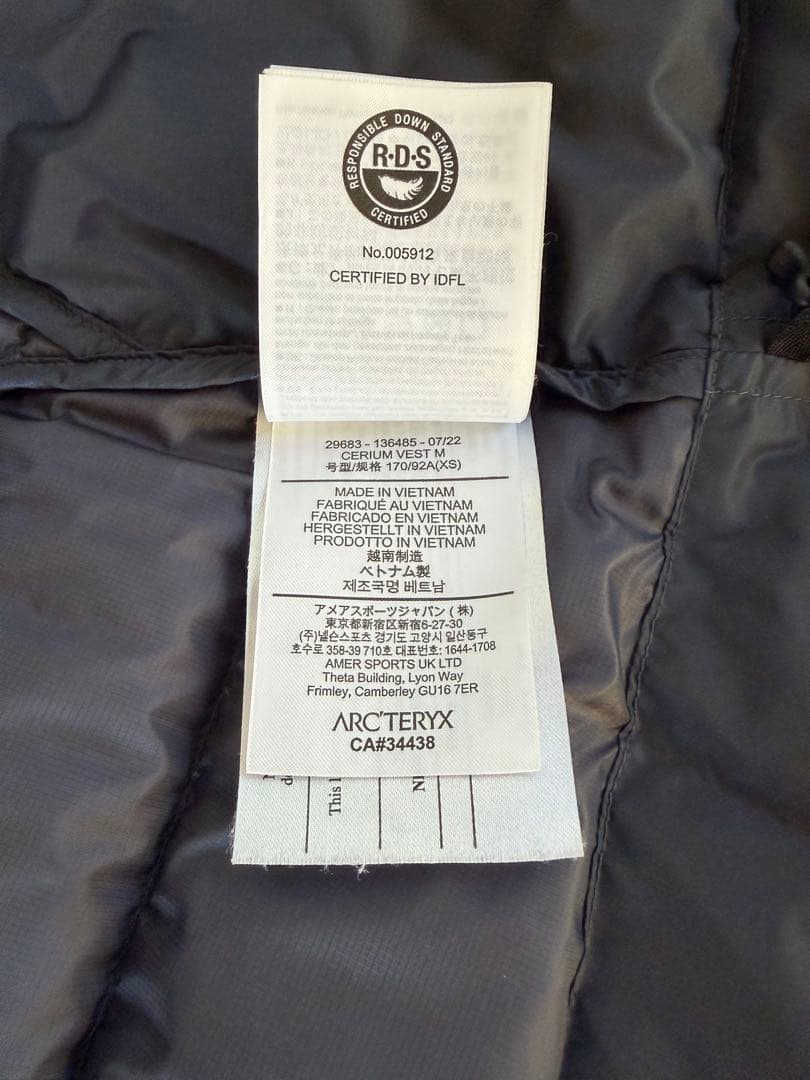 RESPONSIBLE DOWN STANDARD
R·D·S
CERTIFIED
No.005912
CERTIFIED BY IDFL
29683 - 136485 - 07/22
CERIUM VEST M
号型/规格 170/92A(XS)
MADE IN VIETNAM
FABRIQUÉ AU VIETNAM
FABRICADO EN VIETNAM
HERGESTELLT IN VIETNAM
PRODOTTO IN VIETNAM
越南制造
ベトナム製
제조국명 베트남
アメアスポーツジャパン (株)
東京都新宿区新宿6-27-30
(주)넬슨스포츠 경기도 고양시 일산동구
호수로 358-39 710호 대표번호: 1644-1708
AMER SPORTS UK LTD
Theta Building, Lyon Way
Frimley, Camberley GU16 7ER
ARC'TERYX
CA#34438
This